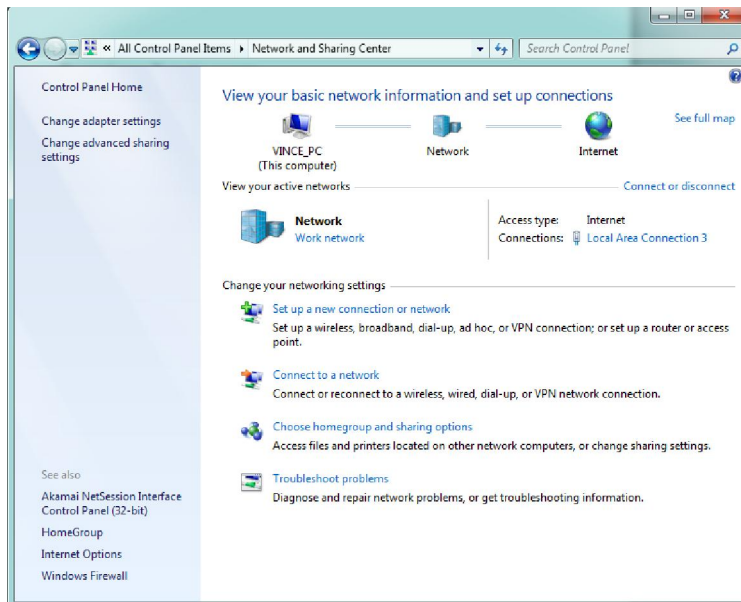 « All Control Panel Items ▸ Network and Sharing Center
Search Control Panel
Control Panel Home
Change adapter settings
Change advanced sharing
settings
See also
Akamai NetSession Interface
Control Panel (32-bit)
HomeGroup
Internet Options
Windows Firewall
View your basic network information and set up connections
See full map
VINCE_PC
(This computer)
Network
Internet
View your active networks
Connect or disconnect
Network
Work network
Access type: Internet
Connections: Local Area Connection 3
Change your networking settings
Set up a new connection or network
Set up a wireless, broadband, dial-up, ad hoc, or VPN connection; or set up a router or access
point.
Connect to a network
Connect or reconnect to a wireless, wired, dial-up, or VPN network connection.
Choose homegroup and sharing options
Access files and printers located on other network computers, or change sharing settings.
Troubleshoot problems
Diagnose and repair network problems, or get troubleshooting information.